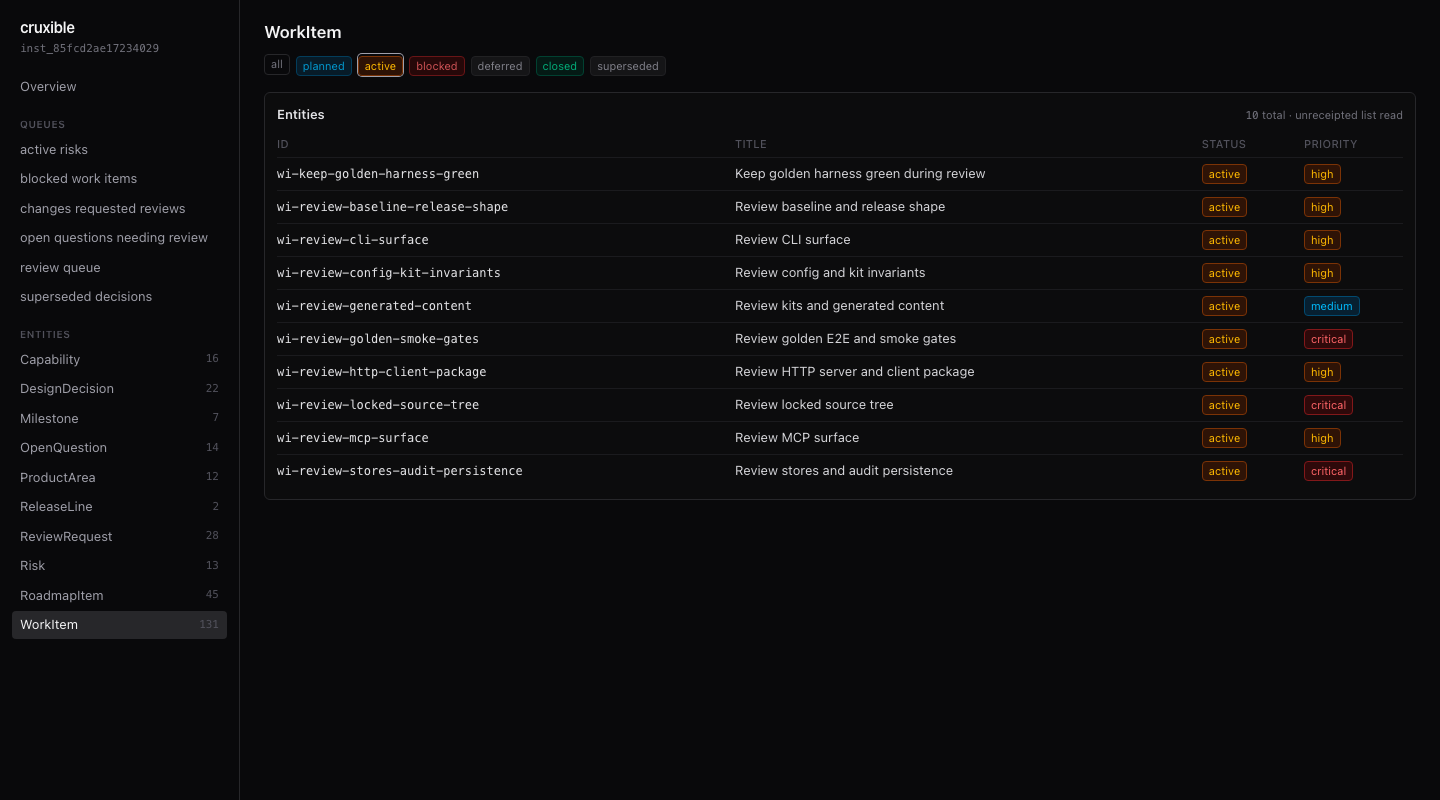 cruxible
inst_85fcd2ae17234029
Overview
QUEUES
active risks
blocked work items
changes requested reviews
open questions needing review
review queue
superseded decisions
ENTITIES
Capability 16
DesignDecision 22
Milestone 7
OpenQuestion 14
ProductArea 12
ReleaseLine 2
ReviewRequest 28
Risk 13
RoadmapItem 45
WorkItem 131
WorkItem
all planned active blocked deferred closed superseded
Entities 10 total · unreceipted list read
ID TITLE STATUS PRIORITY
wi-keep-golden-harness-green Keep golden harness green during review active high
wi-review-baseline-release-shape Review baseline and release shape active high
wi-review-cli-surface Review CLI surface active high
wi-review-config-kit-invariants Review config and kit invariants active high
wi-review-generated-content Review kits and generated content active medium
wi-review-golden-smoke-gates Review golden E2E and smoke gates active critical
wi-review-http-client-package Review HTTP server and client package active high
wi-review-locked-source-tree Review locked source tree active critical
wi-review-mcp-surface Review MCP surface active high
wi-review-stores-audit-persistence Review stores and audit persistence active critical